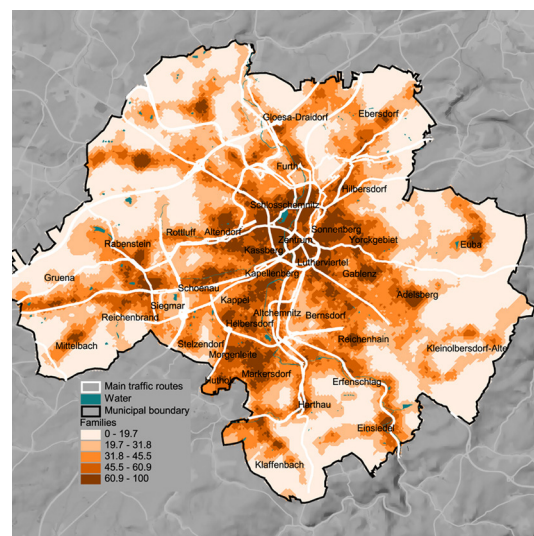 Gloesa-Draidorf
Ebersdorf
Furth
Hilbersdorf
Schlosschemnitz
Rottluff
Altendorf
Sonnenberg
Zentrum
Yorckgebiet
Rabenstein
Euba
Kassberg
Lutherviertel
Gruena
Kapellenberg
Gablenz
Schoenau
Adelsberg
Siegmar
Kappel
Reichenbrand
Altchemnitz
Bernsdorf
Helbersdorf
Mittelbach
Stelzendorf
Reichenhain
Kleinolbersdorf-Alte
Morgenleite
Markersdorf
Hutholz
Erfenschlag
Harthau
Einsiedel
Klaffenbach
Main traffic routes
Water
Municipal boundary
Families
0 - 19.7
19.7 - 31.8
31.8 - 45.5
45.5 - 60.9
60.9 - 100